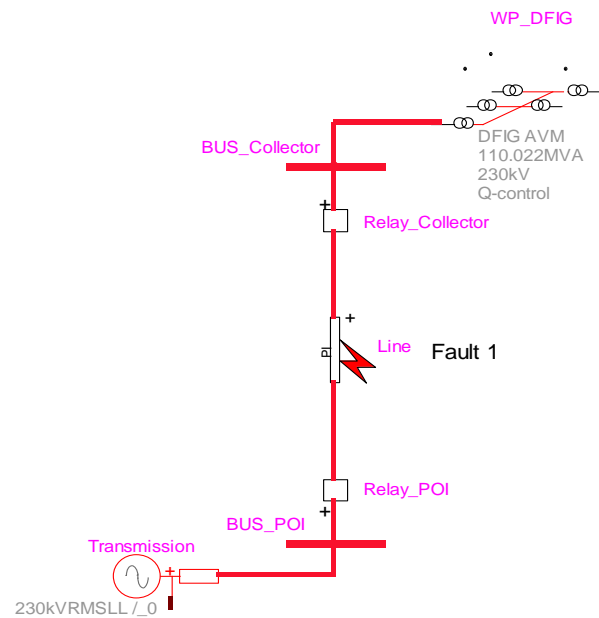 WP_DFIG
DFIG AVM
110.022MVA
230kV
Q-control
BUS_Collector
+
Relay_Collector
+
PI
Line
Fault 1
Relay_POI
+
BUS_POI
Transmission
+
230kVRMSLL /_0